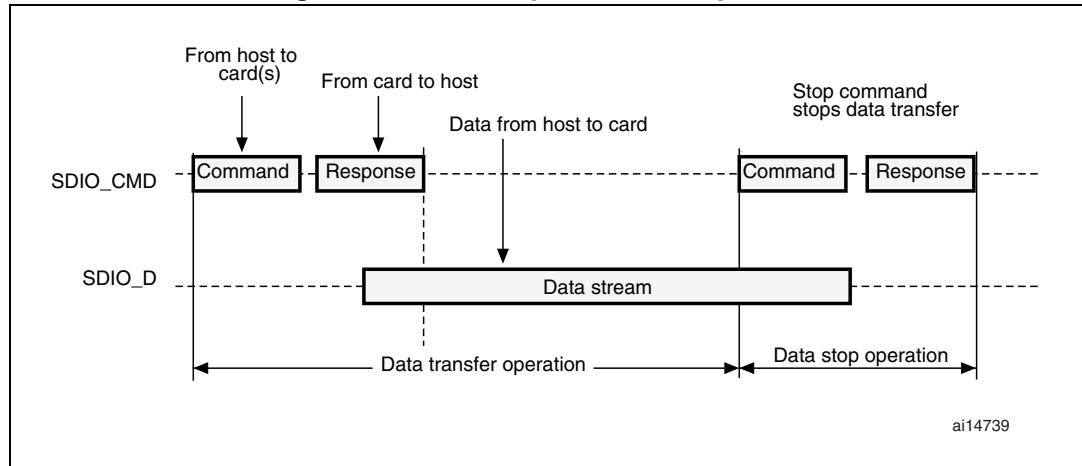 From host to
card(s)
From card to host
Data from host to card
Stop command
stops data transfer
SDIO_CMD
Command
Response
Command
Response
SDIO_D
Data stream
Data transfer operation
Data stop operation
ai14739